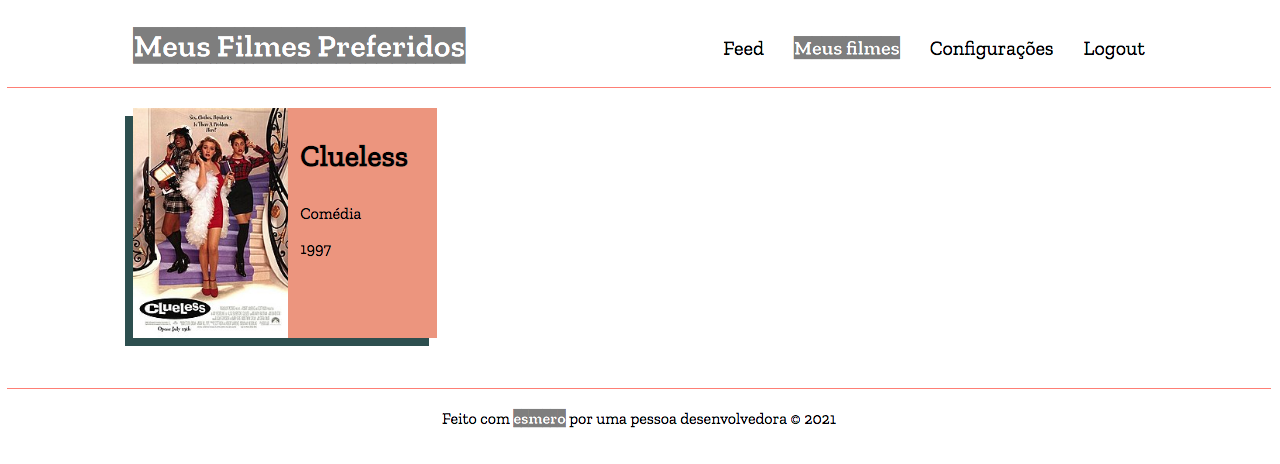 Meus Filmes Preferidos
Feed Meus filmes Configurações Logout
Sex. Clothes. Popularity.
Is There A Problem
Here?
CLUELESS
Opens July 19th
Clueless
Comédia
1997
Feito com esmero por uma pessoa desenvolvedora © 2021